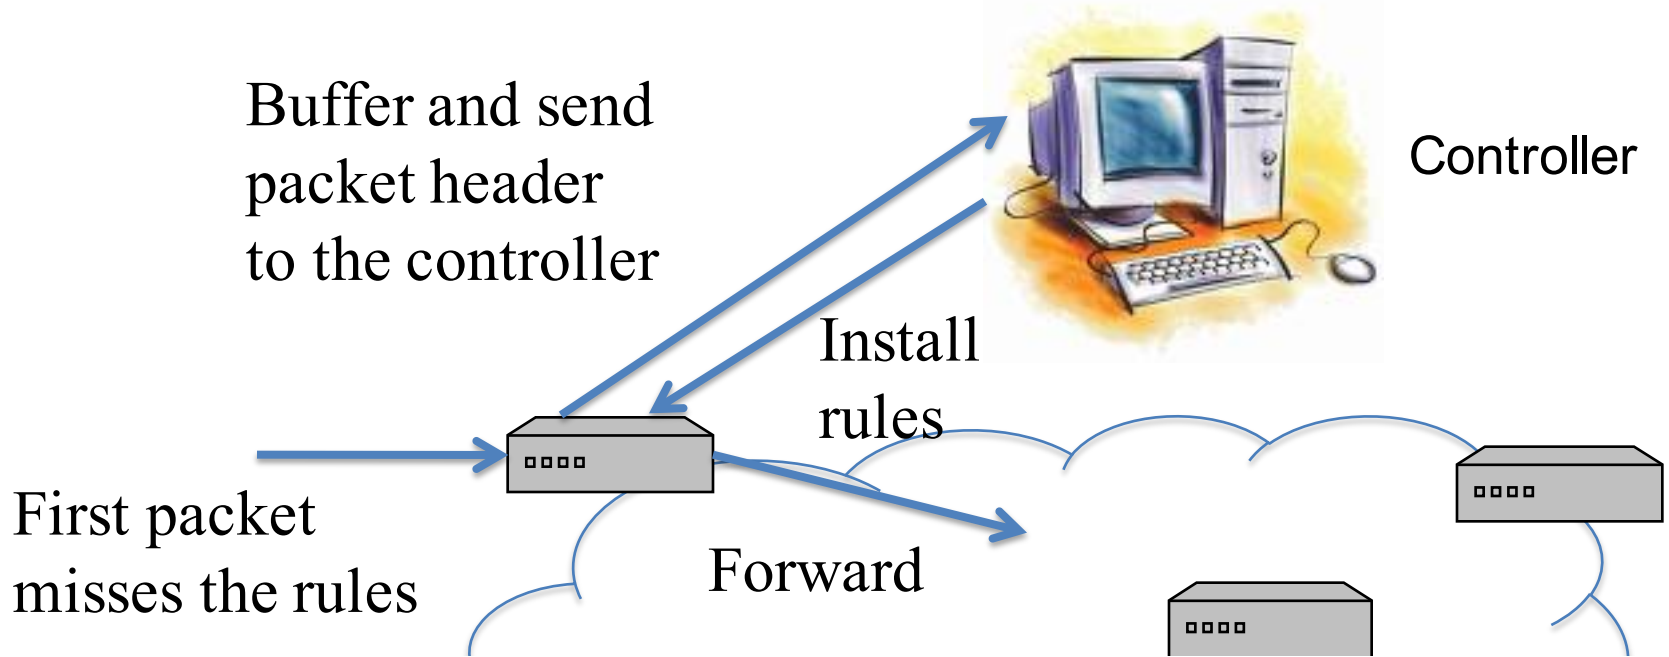 Buffer and send
packet header
to the controller
Controller
Install
rules
First packet
misses the rules
Forward